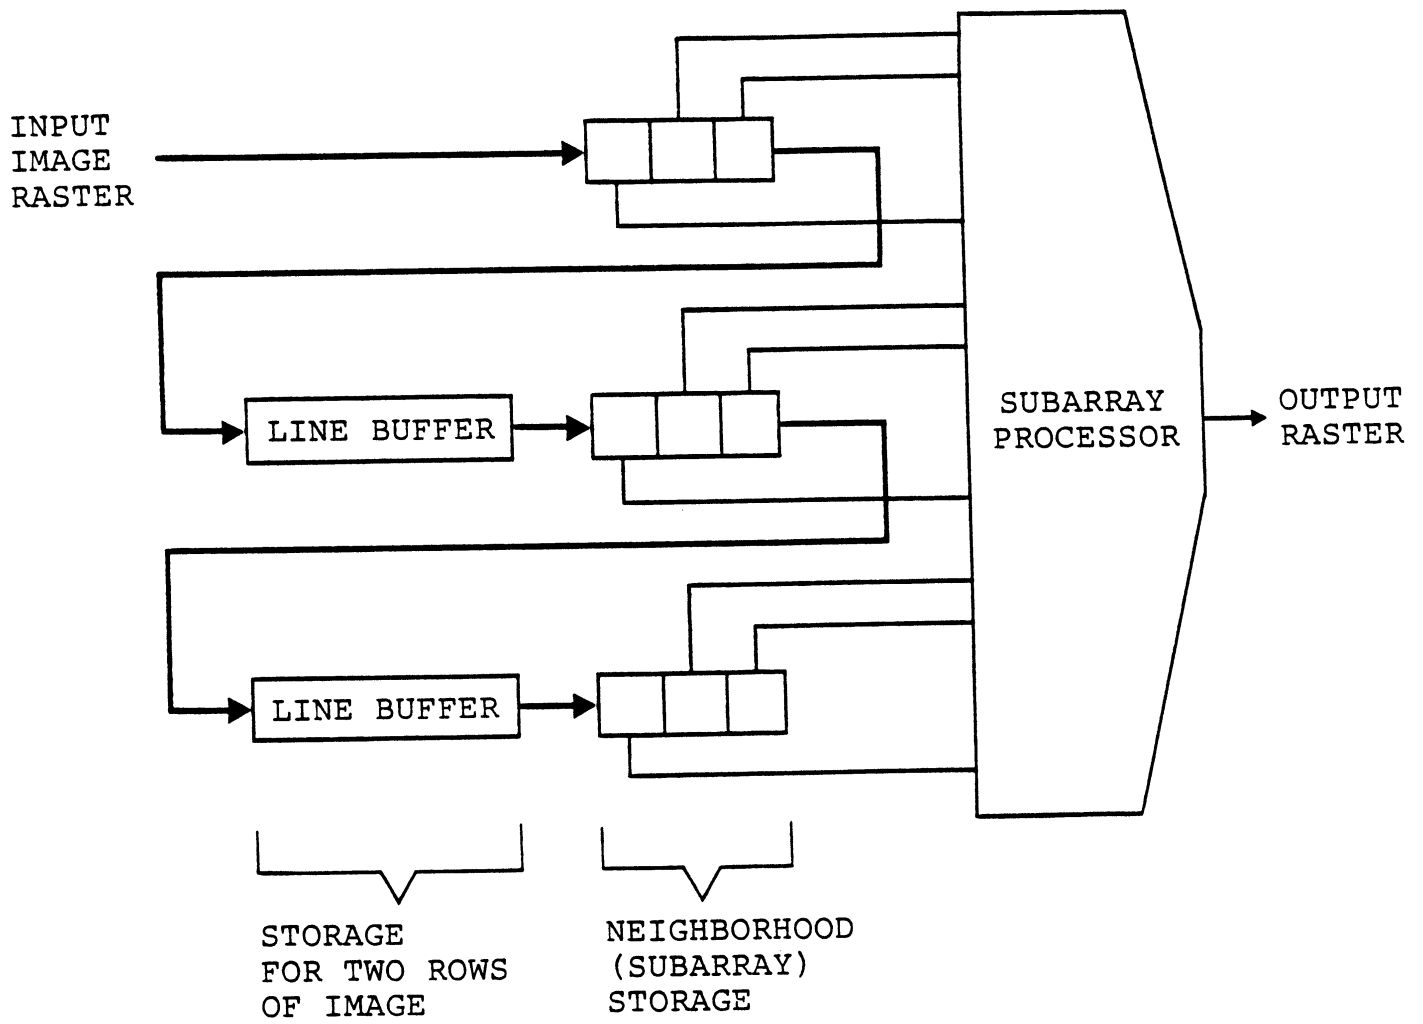 INPUT
IMAGE
RASTER
LINE BUFFER
SUBARRAY
PROCESSOR
OUTPUT
RASTER
LINE BUFFER
STORAGE
FOR TWO ROWS
OF IMAGE
NEIGHBORHOOD
(SUBARRAY)
STORAGE